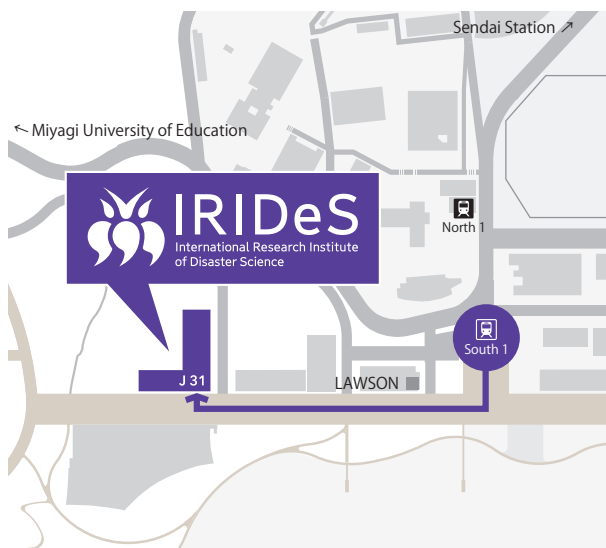 Sendai Station ↗
← Miyagi University of Education
IRIDeS
International Research Institute
of Disaster Science
North 1
South 1
J 31
LAWSON